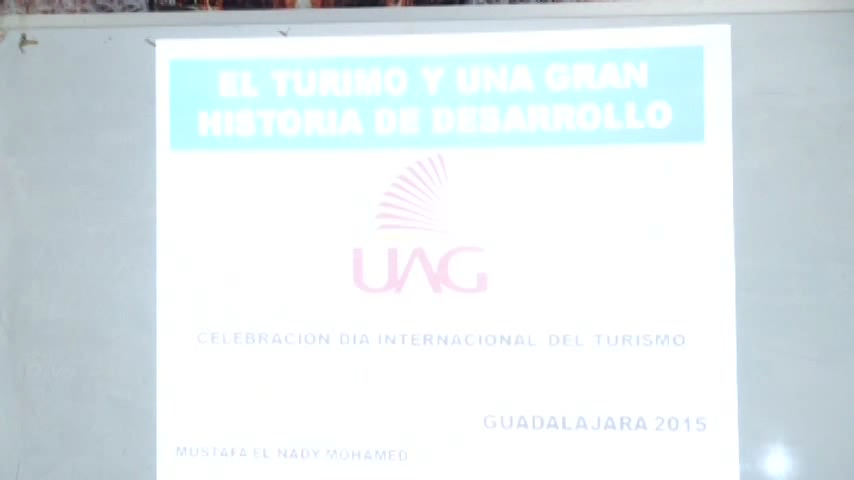 EL TURIMO Y UNA GRAN
HISTORIA DE DESARROLLO
UAG
CELEBRACION DIA INTERNACIONAL DEL TURISMO
GUADALAJARA 2015
MUSTAFA EL NADY MOHAMED